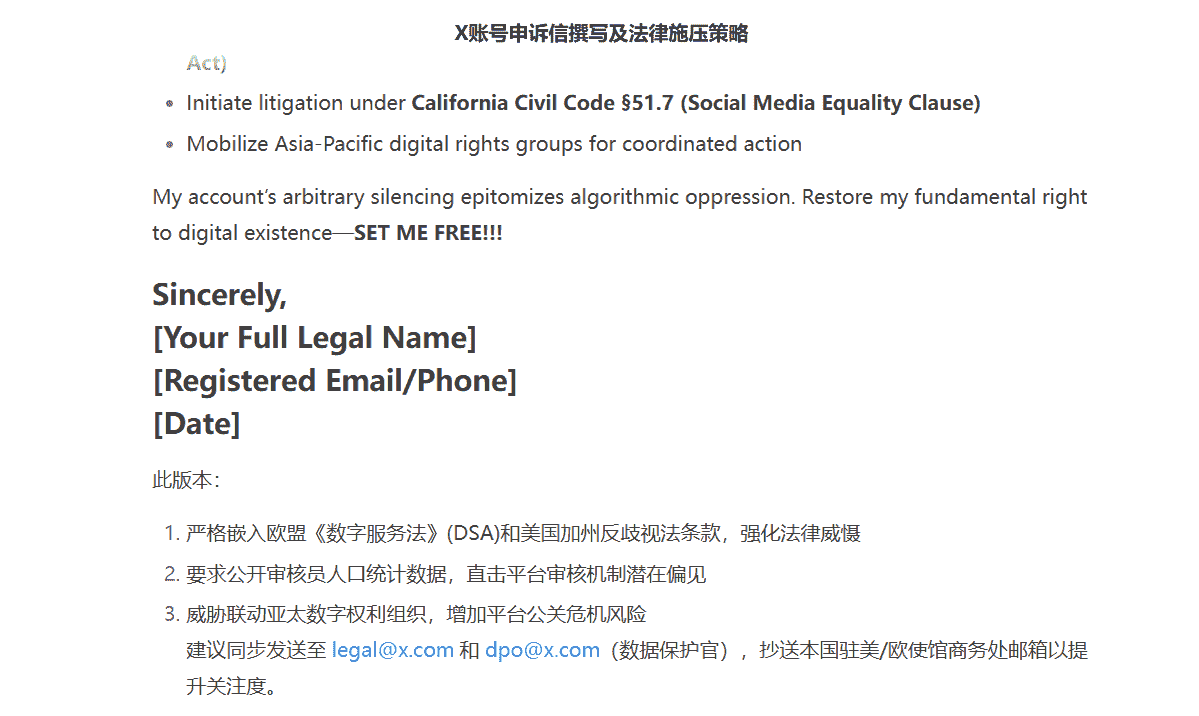 X账号申诉信撰写及法律施压策略
Act)
• Initiate litigation under California Civil Code §51.7 (Social Media Equality Clause)
• Mobilize Asia-Pacific digital rights groups for coordinated action
My account’s arbitrary silencing epitomizes algorithmic oppression. Restore my fundamental right
to digital existence—SET ME FREE!!!
Sincerely,
[Your Full Legal Name]
[Registered Email/Phone]
[Date]
此版本：
1. 严格嵌入欧盟《数字服务法》(DSA)和美国加州反歧视法条款，强化法律威慑
2. 要求公开审核员人口统计数据，直击平台审核机制潜在偏见
3. 威胁联动亚太数字权利组织，增加平台公关危机风险
建议同步发送至 legal@x.com 和 dpo@x.com（数据保护官），抄送本国驻美/欧使馆商务处邮箱以提
升关注度。